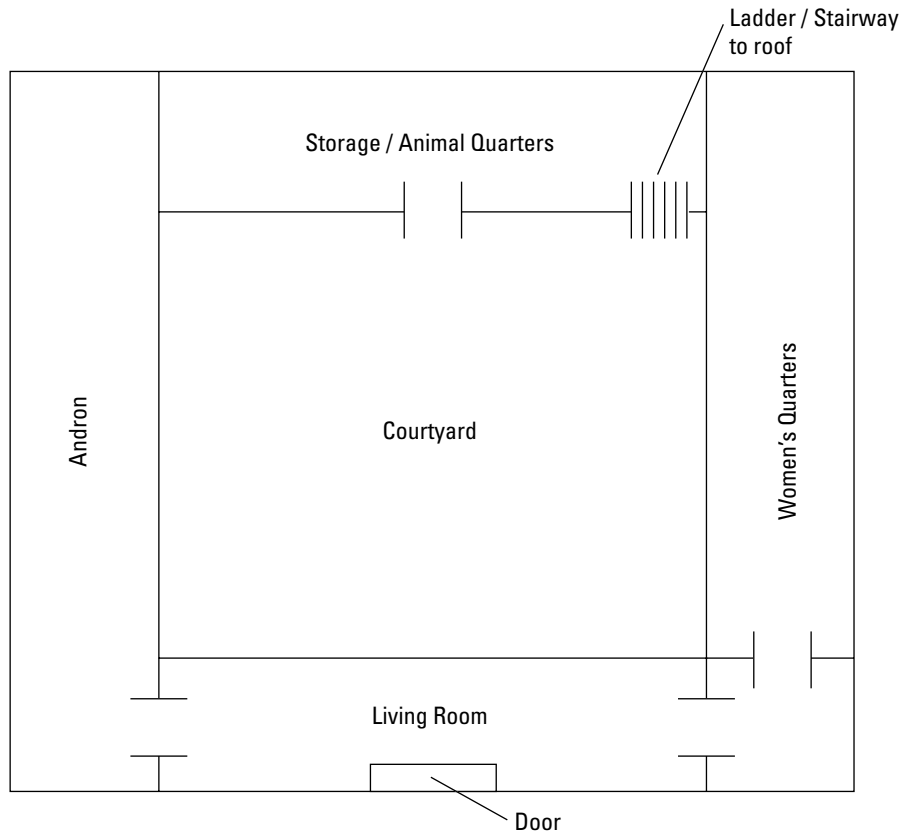 Ladder / Stairway
to roof
Storage / Animal Quarters
Andron
Courtyard
Women's Quarters
Living Room
Door